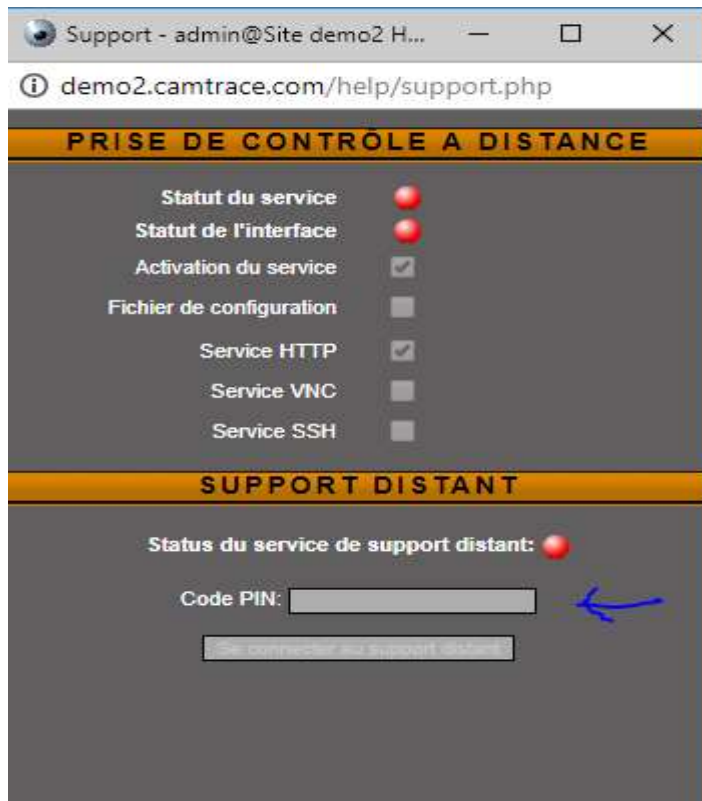 Support - admin@Site demo2 H...
demo2.camtrace.com/help/support.php
PRISE DE CONTRÔLE A DISTANCE
Statut du service
Statut de l'interface
Activation du service
Fichier de configuration
Service HTTP
Service VNC
Service SSH
SUPPORT DISTANT
Status du service de support distant:
Code PIN:
Se connecter au support distant